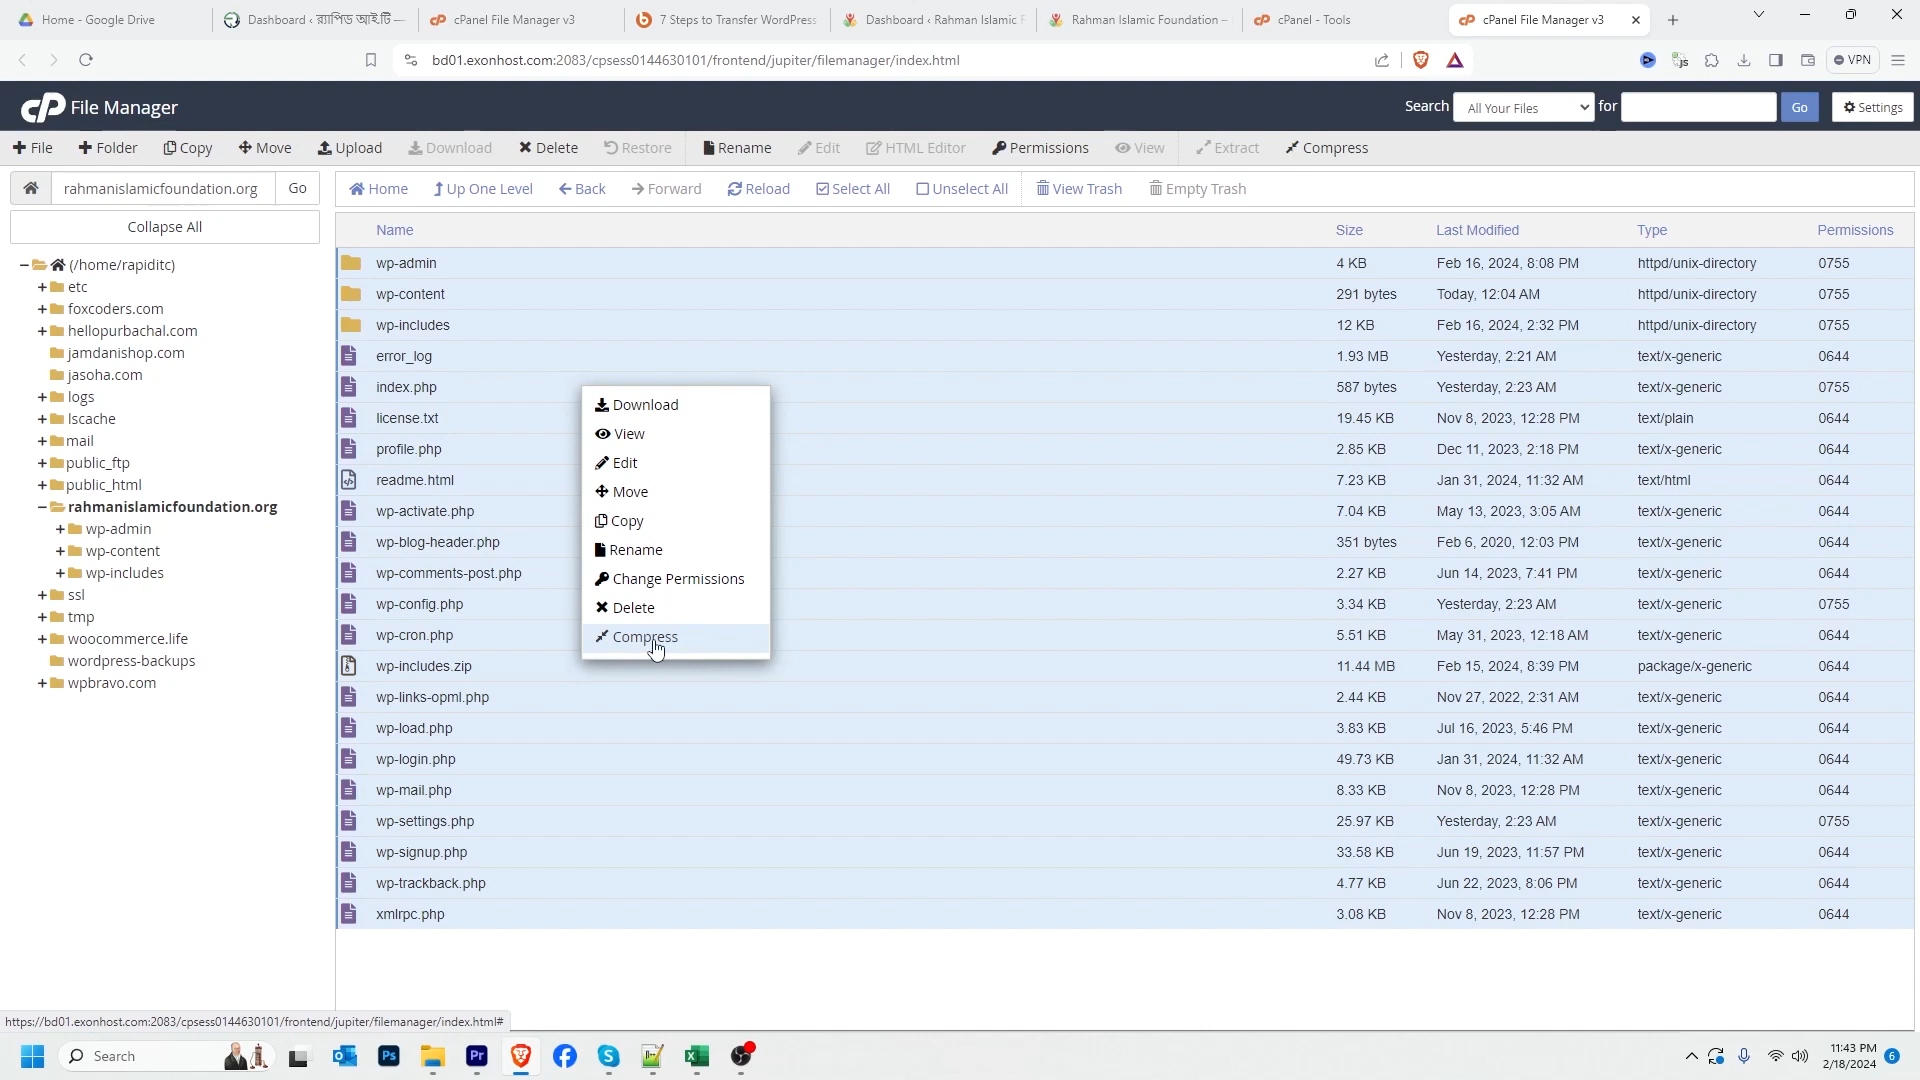 Home - Google Drive
Dashboard ‹ র‍্যাপিড আই.টি —
cPanel File Manager v3
7 Steps to Transfer WordPress
Dashboard ‹ Rahman Islamic F
Rahman Islamic Foundation –
cPanel - Tools
cPanel File Manager v3
bd01.exonhost.com:2083/cpsess0144630101/frontend/jupiter/filemanager/index.html
VPN
cP File Manager
Search All Your Files for Go Settings
File Folder Copy Move Upload Download Delete Restore Rename Edit HTML Editor Permissions View Extract Compress
rahmanislamicfoundation.org Go
Home Up One Level Back Forward Reload Select All Unselect All View Trash Empty Trash
Collapse All
(/home/rapiditc)
etc
foxcoders.com
hellopurbachal.com
jamdanishop.com
jasoha.com
logs
lscache
mail
public_ftp
public_html
rahmanislamicfoundation.org
wp-admin
wp-content
wp-includes
ssl
tmp
woocommerce.life
wordpress-backups
wpbravo.com
Name Size Last Modified Type Permissions
wp-admin 4 KB Feb 16, 2024, 8:08 PM httpd/unix-directory 0755
wp-content 291 bytes Today, 12:04 AM httpd/unix-directory 0755
wp-includes 12 KB Feb 16, 2024, 2:32 PM httpd/unix-directory 0755
error_log 1.93 MB Yesterday, 2:21 AM text/x-generic 0644
index.php 587 bytes Yesterday, 2:23 AM text/x-generic 0755
license.txt 19.45 KB Nov 8, 2023, 12:28 PM text/plain 0644
profile.php 2.85 KB Dec 11, 2023, 2:18 PM text/x-generic 0644
readme.html 7.23 KB Jan 31, 2024, 11:32 AM text/html 0644
wp-activate.php 7.04 KB May 13, 2023, 3:05 AM text/x-generic 0644
wp-blog-header.php 351 bytes Feb 6, 2020, 12:03 PM text/x-generic 0644
wp-comments-post.php 2.27 KB Jun 14, 2023, 7:41 PM text/x-generic 0644
wp-config.php 3.34 KB Yesterday, 2:23 AM text/x-generic 0755
wp-cron.php 5.51 KB May 31, 2023, 12:18 AM text/x-generic 0644
wp-includes.zip 11.44 MB Feb 15, 2024, 8:39 PM package/x-generic 0644
wp-links-opml.php 2.44 KB Nov 27, 2022, 2:31 AM text/x-generic 0644
wp-load.php 3.83 KB Jul 16, 2023, 5:46 PM text/x-generic 0644
wp-login.php 49.73 KB Jan 31, 2024, 11:32 AM text/x-generic 0644
wp-mail.php 8.33 KB Nov 8, 2023, 12:28 PM text/x-generic 0644
wp-settings.php 25.97 KB Yesterday, 2:23 AM text/x-generic 0755
wp-signup.php 33.58 KB Jun 19, 2023, 11:57 PM text/x-generic 0644
wp-trackback.php 4.77 KB Jun 22, 2023, 8:06 PM text/x-generic 0644
xmlrpc.php 3.08 KB Nov 8, 2023, 12:28 PM text/x-generic 0644
Download
View
Edit
Move
Copy
Rename
Change Permissions
Delete
Compress
https://bd01.exonhost.com:2083/cpsess0144630101/frontend/jupiter/filemanager/index.html#
Search
Ps
Pr
11:43 PM
2/18/2024
6